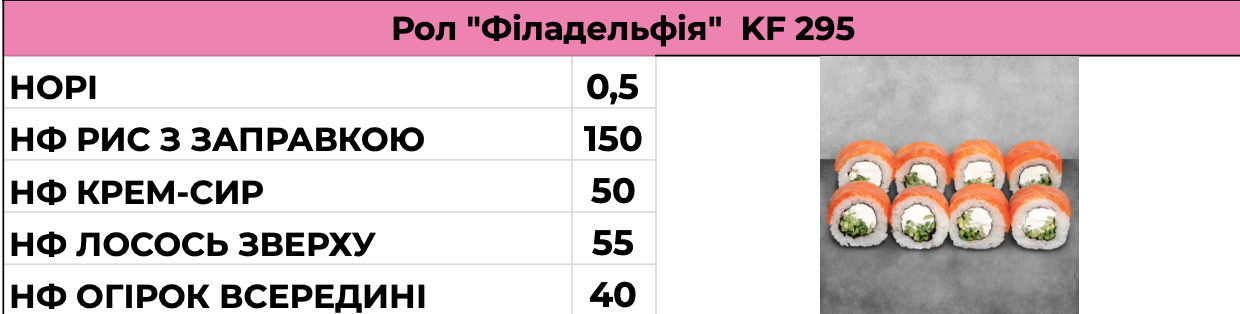 Рол "Філадельфія" KF 295
НОРІ 0,5
НФ РИС З ЗАПРАВКОЮ 150
НФ КРЕМ-СИР 50
НФ ЛОСОСЬ ЗВЕРХУ 55
НФ ОГІРОК ВСЕРЕДИНІ 40